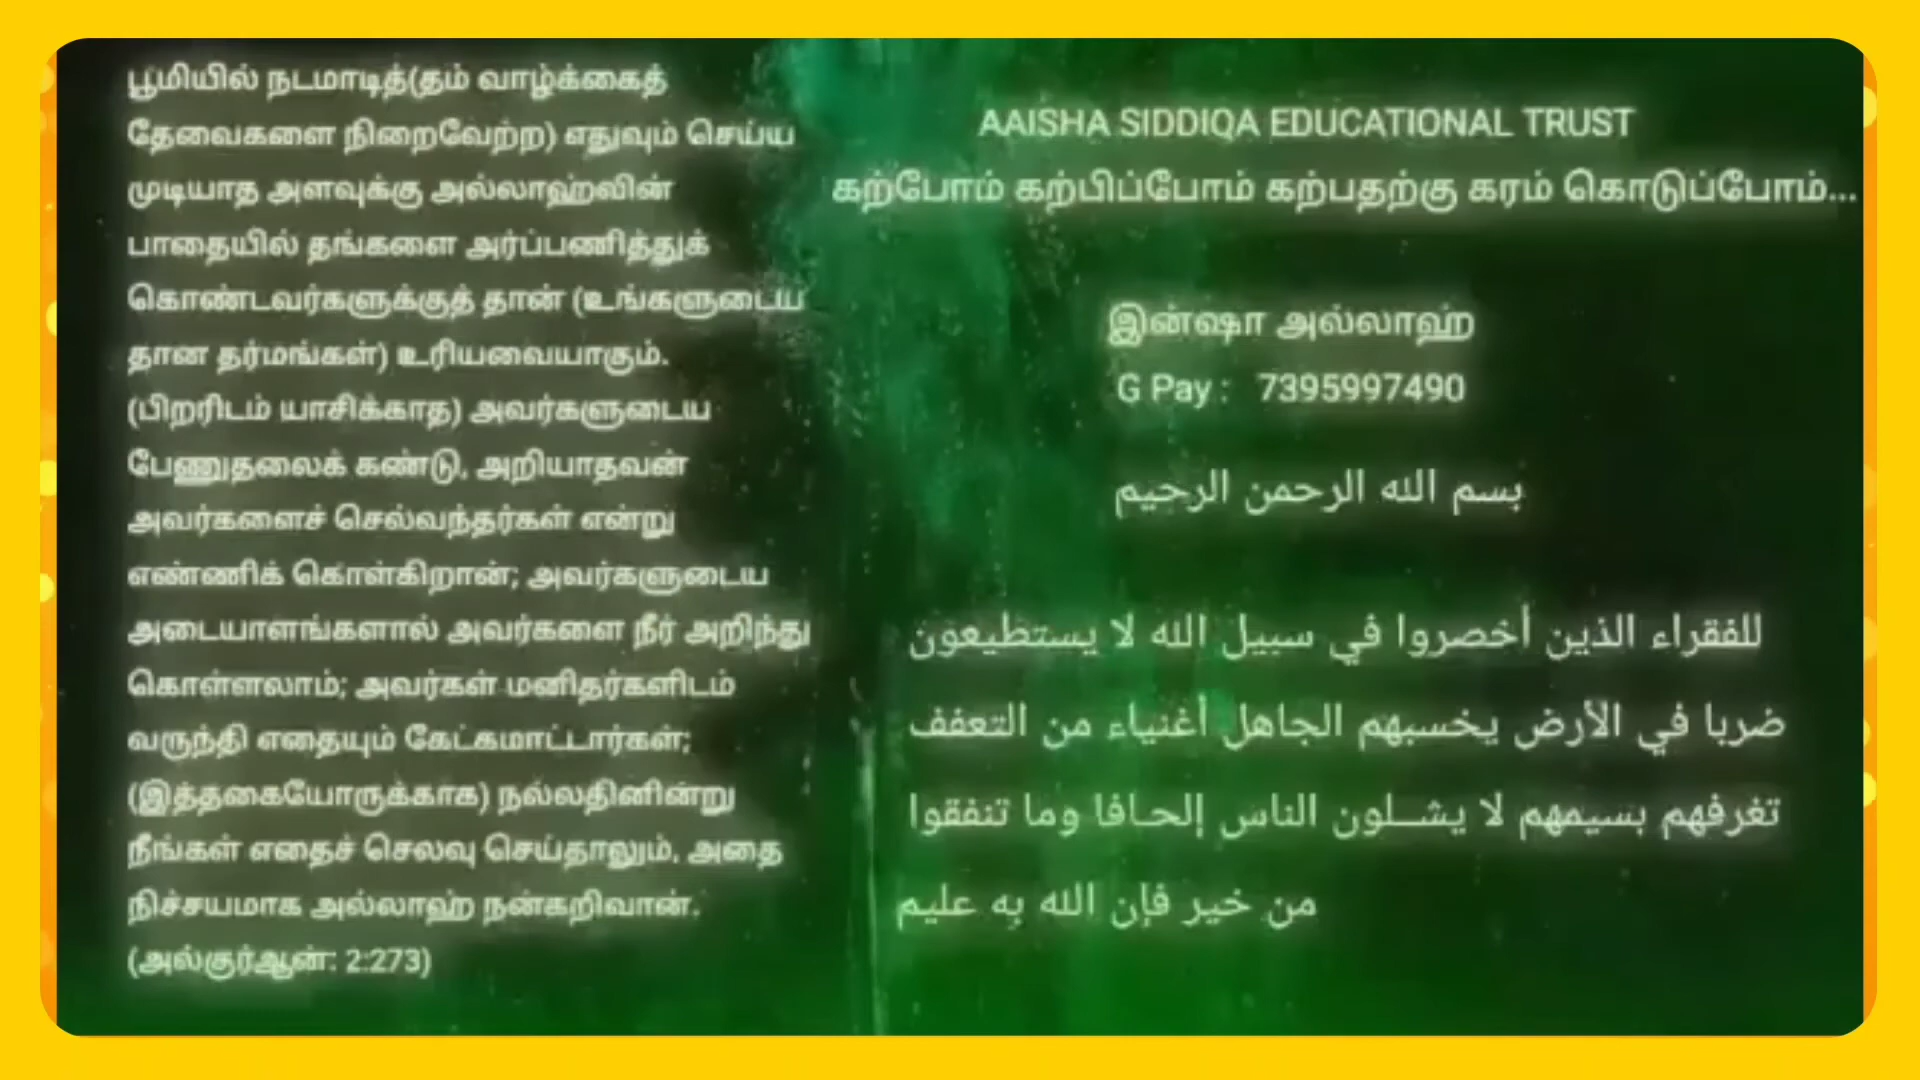 பூமியில் நடமாடித்(தம் வாழ்க்கைத்
தேவைகளை நிறைவேற்ற) எதுவும் செய்ய
முடியாத அளவுக்கு அல்லாஹ்வின்
பாதையில் தங்களை அர்ப்பணித்துக்
கொண்டவர்களுக்குத் தான் (உங்களுடைய
தான தர்மங்கள்) உரியவையாகும்.
(பிறரிடம் யாசிக்காத) அவர்களுடைய
பேணுதலைக் கண்டு, அறியாதவன்
அவர்களைச் செல்வந்தர்கள் என்று
எண்ணிக் கொள்கிறான்; அவர்களுடைய
அடையாளங்களால் அவர்களை நீர் அறிந்து
கொள்ளலாம்; அவர்கள் மனிதர்களிடம்
வருந்தி எதையும் கேட்கமாட்டார்கள்;
(இத்தகையோருக்காக) நல்லதினின்று
நீங்கள் எதைச் செலவு செய்தாலும், அதை
நிச்சயமாக அல்லாஹ் நன்கறிவான்.
(அல்குர்ஆன்: 2:273)
AAISHA SIDDIQA EDUCATIONAL TRUST
கற்போம் கற்பிப்போம் கற்பதற்கு கரம் கொடுப்போம்...
இன்ஷா அல்லாஹ்
G Pay : 7395997490
بسم الله الرحمن الرحيم
للفقراء الذين أخصروا في سبيل الله لا يستطيعون
ضربا في الأرض يخسبهم الجاهل أغنياء من التعفف
تغرفهم بسيمهم لا يشلون الناس إلحافا وما تنفقوا
من خير فإن الله به عليم